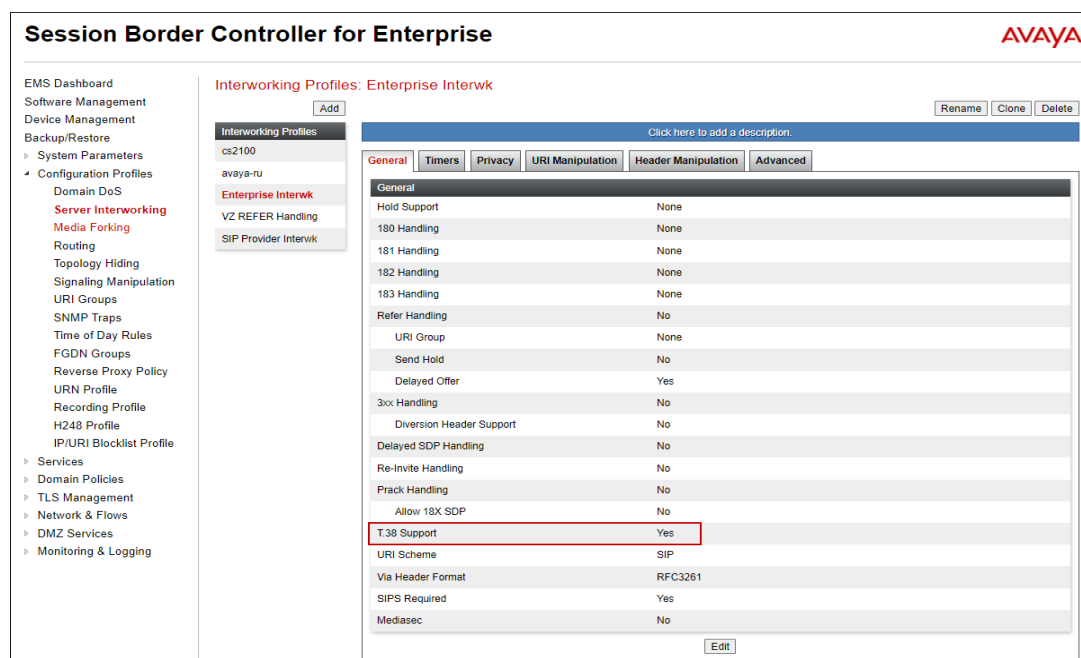 Session Border Controller for Enterprise
AVAYA
EMS Dashboard
Software Management
Device Management
Backup/Restore
System Parameters
Configuration Profiles
Domain DoS
Server Interworking
Media Forking
Routing
Topology Hiding
Signaling Manipulation
URI Groups
SNMP Traps
Time of Day Rules
FGDN Groups
Reverse Proxy Policy
URN Profile
Recording Profile
H248 Profile
IP/URI Blocklist Profile
Services
Domain Policies
TLS Management
Network & Flows
DMZ Services
Monitoring & Logging
Interworking Profiles: Enterprise Interwk
Add
Rename Clone Delete
Interworking Profiles
cs2100
avaya-ru
Enterprise Interwk
VZ REFER Handling
SIP Provider Interwk
Click here to add a description.
General Timers Privacy URI Manipulation Header Manipulation Advanced
General
Hold Support None
180 Handling None
181 Handling None
182 Handling None
183 Handling None
Refer Handling No
URI Group None
Send Hold No
Delayed Offer Yes
3xx Handling No
Diversion Header Support No
Delayed SDP Handling No
Re-Invite Handling No
Prack Handling No
Allow 18X SDP No
T.38 Support Yes
URI Scheme SIP
Via Header Format RFC3261
SIPS Required Yes
Mediasec No
Edit